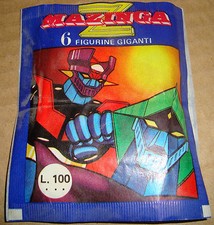 Z
MAZINGA
6 FIGURINE GIGANTI
L. 100